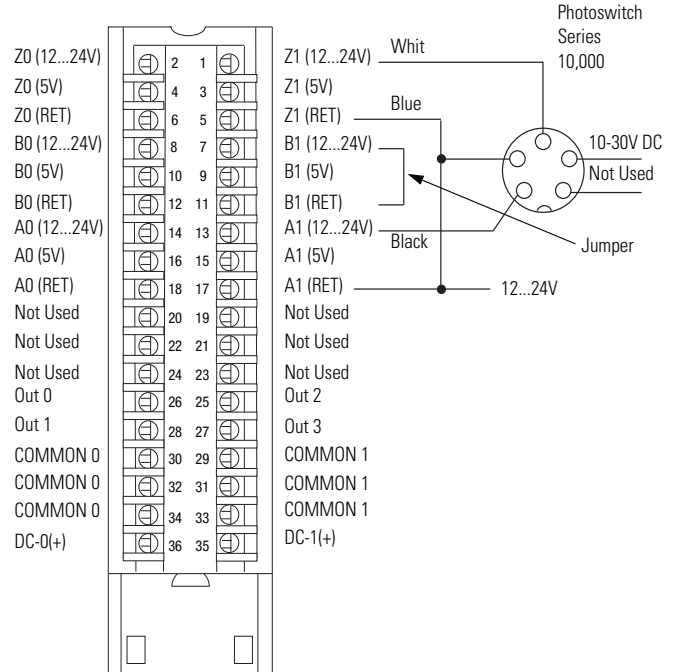 Photoswitch
Series
10,000
Z0 (12...24V) 2 1 Z1 (12...24V) Whit
Z0 (5V) 4 3 Z1 (5V)
Z0 (RET) 6 5 Z1 (RET) Blue
B0 (12...24V) 8 7 B1 (12...24V) 10-30V DC
B0 (5V) 10 9 B1 (5V) Not Used
B0 (RET) 12 11 B1 (RET)
A0 (12...24V) 14 13 A1 (12...24V) Black Jumper
A0 (5V) 16 15 A1 (5V)
A0 (RET) 18 17 A1 (RET) 12...24V
Not Used 20 19 Not Used
Not Used 22 21 Not Used
Not Used 24 23 Not Used
Out 0 26 25 Out 2
Out 1 28 27 Out 3
COMMON 0 30 29 COMMON 1
COMMON 0 32 31 COMMON 1
COMMON 0 34 33 COMMON 1
DC-0(+) 36 35 DC-1(+)